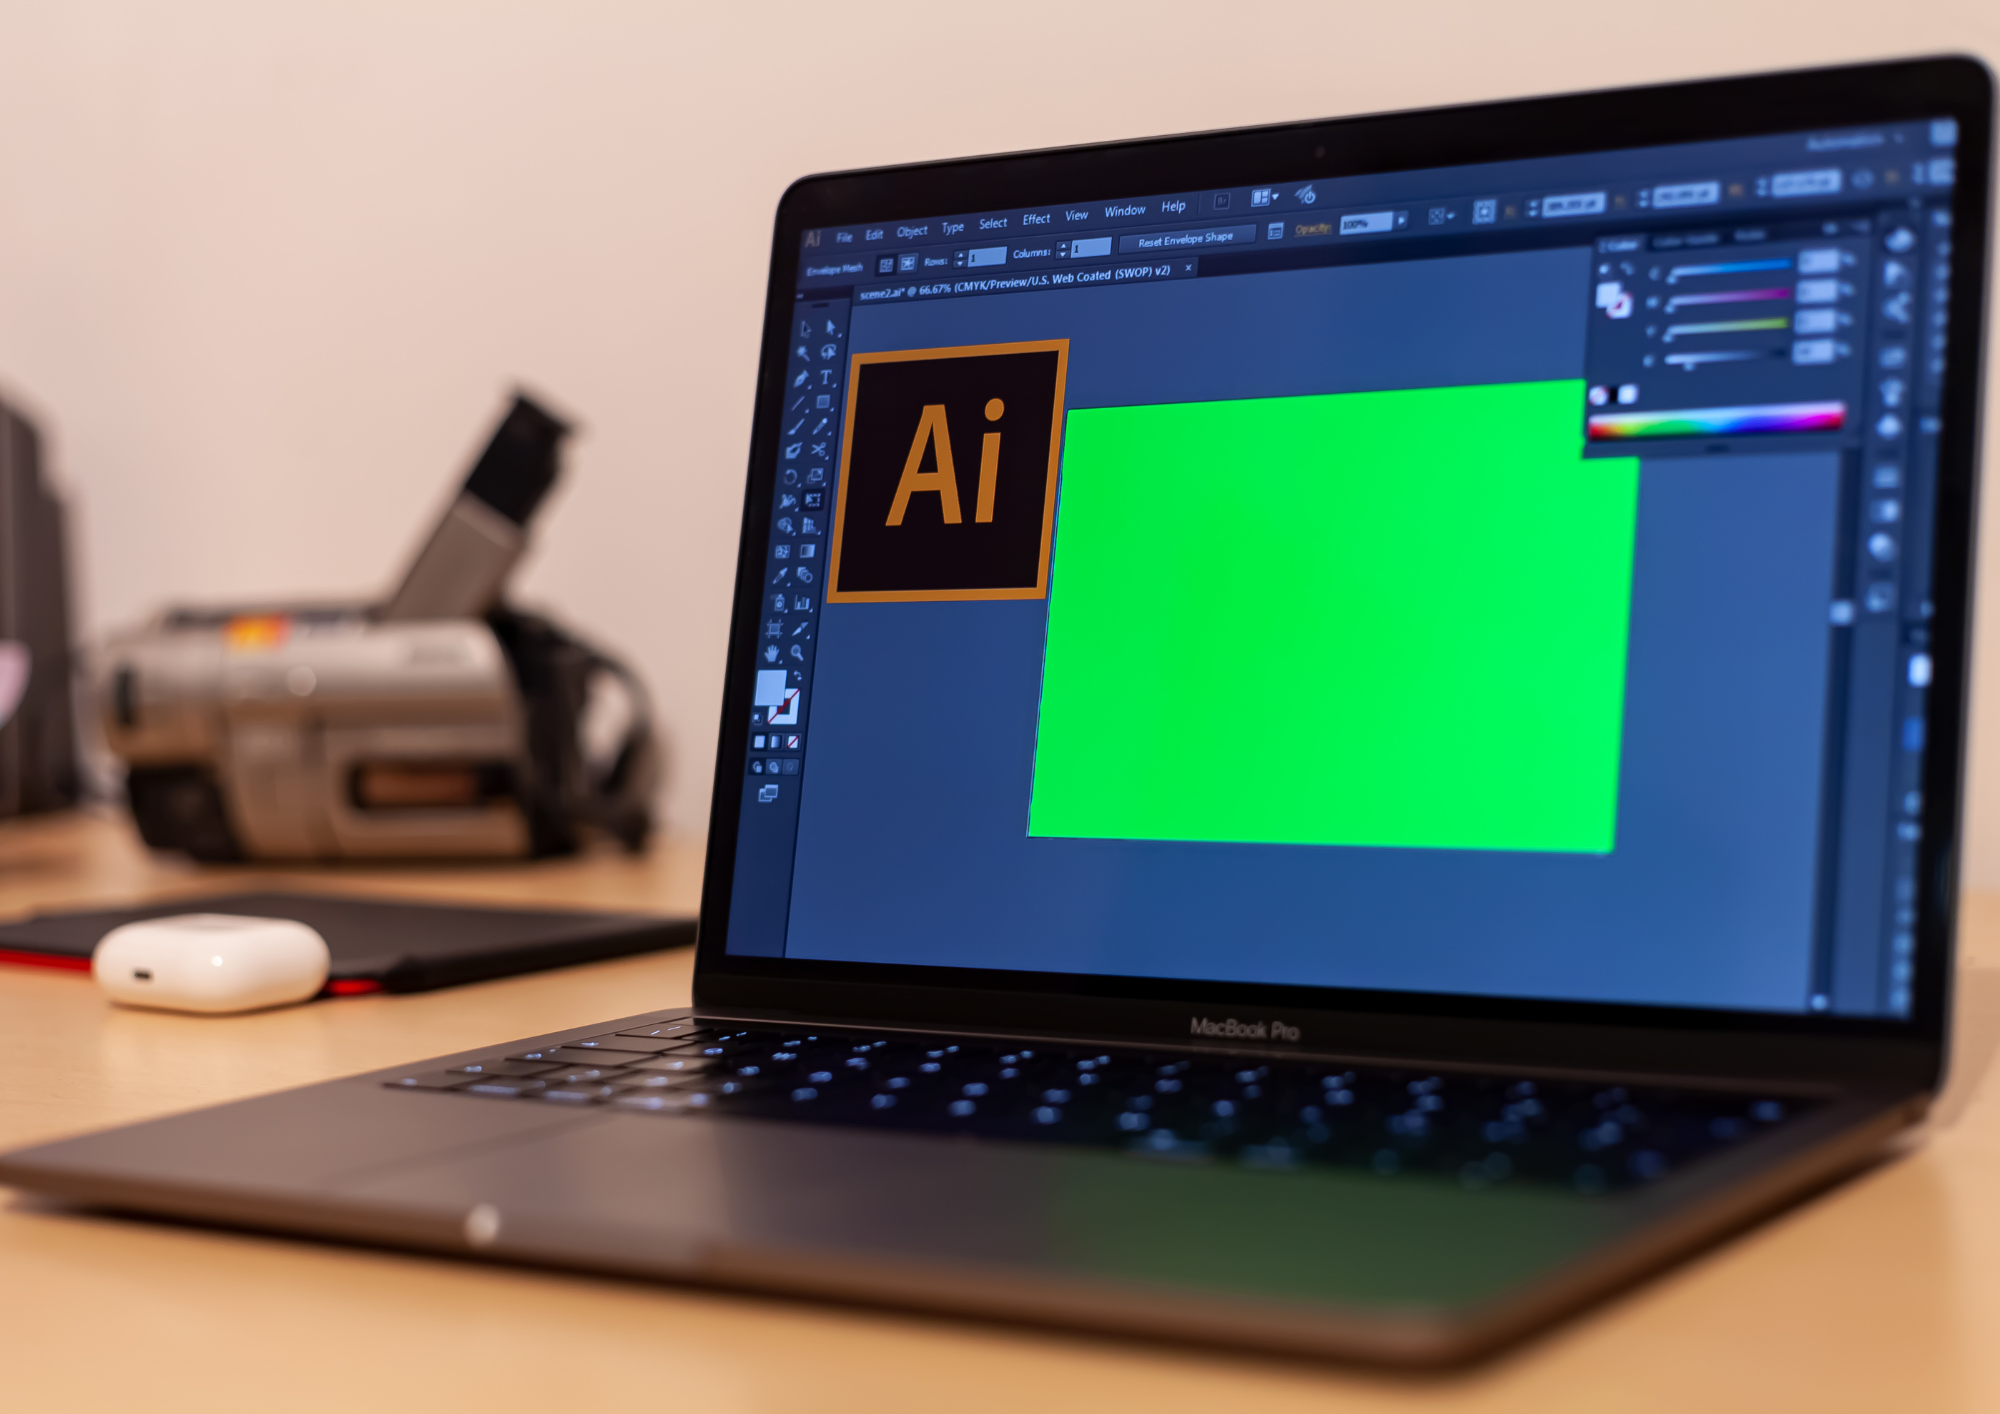 Ai File Edit Object Type Select Effect View Window Help Br
Envelope Mesh Rows: 1 Columns: 1 Reset Envelope Shape Opacity: 100%
scene2.ai* @ 66.67% (CMYK/Preview/U.S. Web Coated (SWOP) v2) ×
Ai
T
MacBook Pro